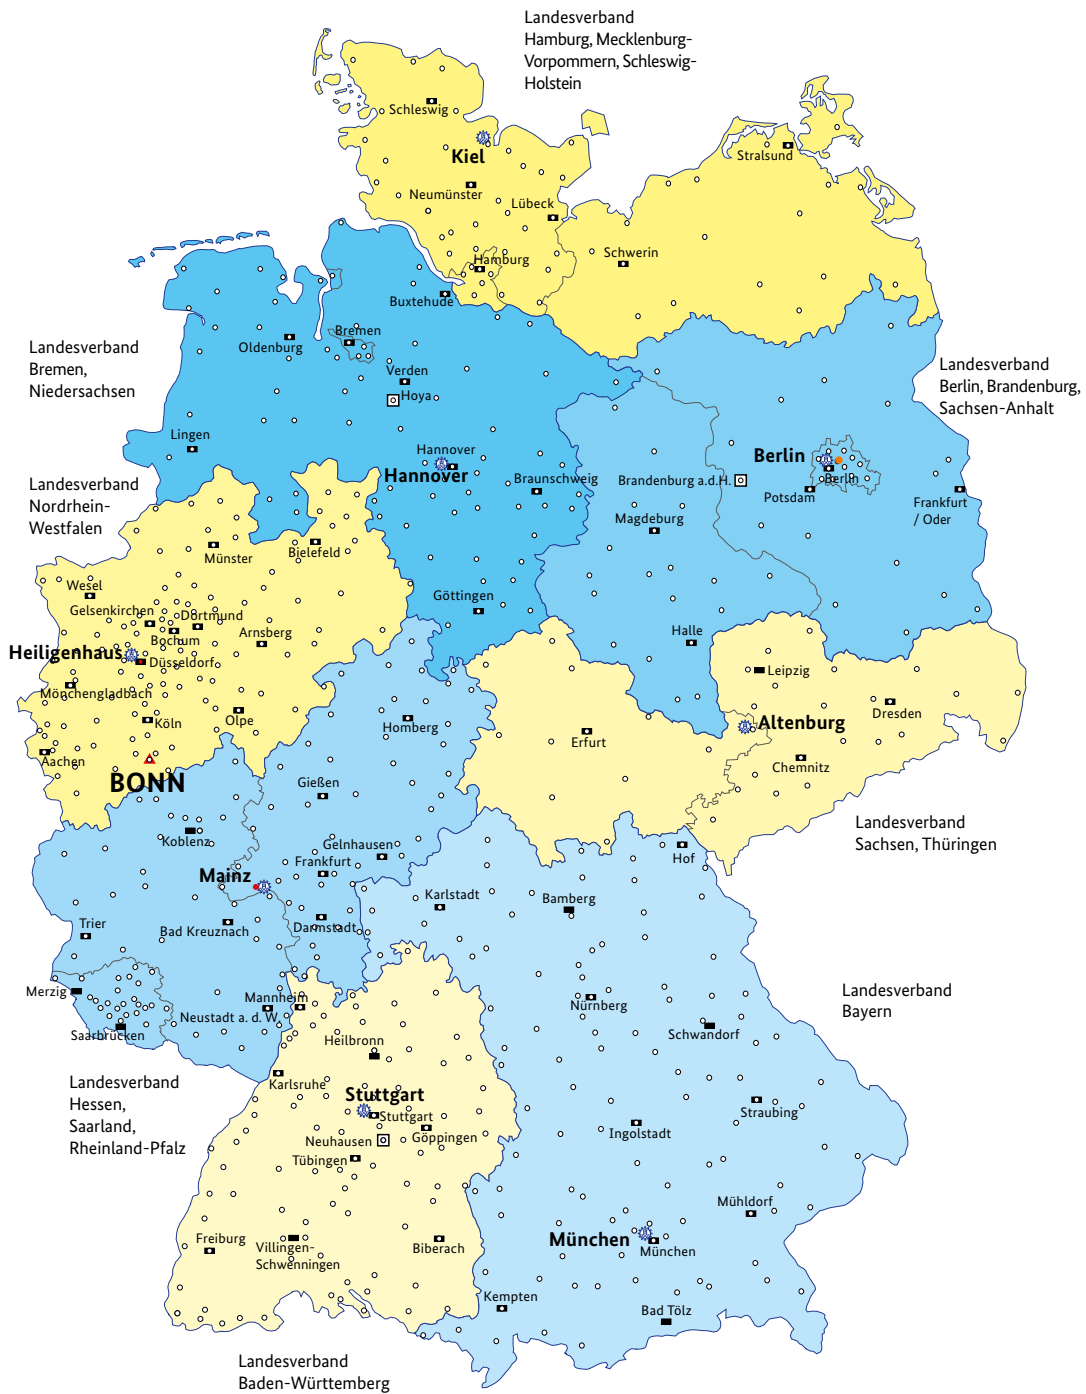 Landesverband
Hamburg, Mecklenburg-
Vorpommern, Schleswig-
Holstein
Schleswig
Kiel
Stralsund
Neumünster
Lübeck
Schwerin
Hamburg
Buxtehude
Bremen
Oldenburg
Landesverband
Bremen,
Niedersachsen
Verden
Hoya
Landesverband
Berlin, Brandenburg,
Sachsen-Anhalt
Lingen
Hannover
Hannover
Braunschweig
Berlin
Berlin
Brandenburg a.d.H.
Potsdam
Frankfurt
/ Oder
Magdeburg
Landesverband
Nordrhein-
Westfalen
Münster
Bielefeld
Wesel
Gelsenkirchen
Dortmund
Bochum
Arnsberg
Göttingen
Halle
Heiligenhaus
Düsseldorf
Mönchengladbach
Köln
Olpe
Aachen
BONN
Homberg
Erfurt
Leipzig
Altenburg
Dresden
Chemnitz
Gießen
Koblenz
Gelnhausen
Frankfurt
Mainz
Hof
Landesverband
Sachsen, Thüringen
Karlstadt
Bamberg
Trier
Bad Kreuznach
Darmstadt
Merzig
Saarbrücken
Neustadt a. d. W.
Mannheim
Nürnberg
Schwandorf
Landesverband
Bayern
Heilbronn
Karlsruhe
Landesverband
Hessen,
Saarland,
Rheinland-Pfalz
Stuttgart
Stuttgart
Göppingen
Neuhausen
Tübingen
Straubing
Ingolstadt
Mühldorf
Freiburg
Villingen-
Schwenningen
Biberach
München
München
Kempten
Bad Tölz
Landesverband
Baden-Württemberg